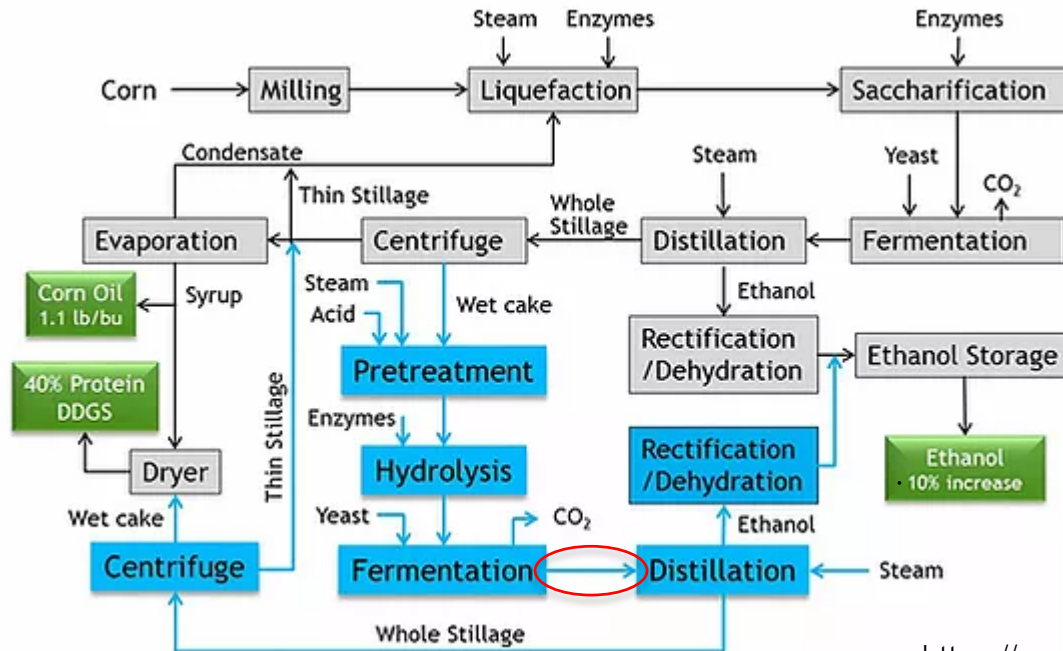 Steam
Enzymes
Enzymes
Corn
Milling
Liquefaction
Saccharification
Condensate
Thin Stillage
Steam
Yeast
CO₂
Whole
Stillage
Evaporation
Centrifuge
Distillation
Fermentation
Corn Oil
1.1 lb/bu
Syrup
Steam
Acid
Wet cake
Ethanol
Pretreatment
Rectification
/Dehydration
Ethanol Storage
40% Protein
DDGS
Thin Stillage
Enzymes
Dryer
Hydrolysis
Rectification
/Dehydration
Ethanol
· 10% increase
Wet cake
Yeast
CO₂
Ethanol
Centrifuge
Fermentation
Distillation
Steam
Whole Stillage